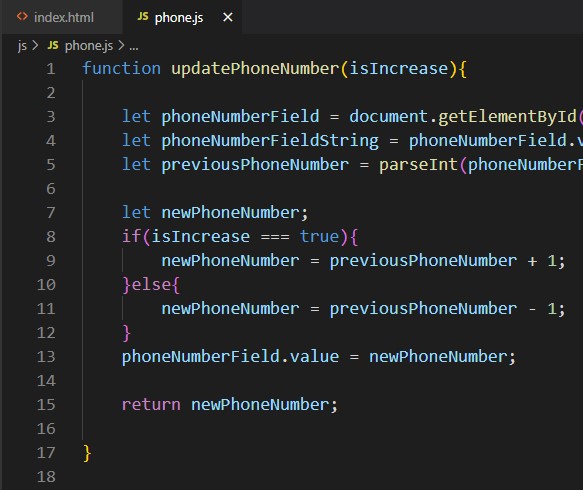 index.html JS phone.js ×
js > JS phone.js > ...
1 function updatePhoneNumber(isIncrease){
2
3 let phoneNumberField = document.getElementById(
4 let phoneNumberFieldString = phoneNumberField.v
5 let previousPhoneNumber = parseInt(phoneNumberF
6
7 let newPhoneNumber;
8 if(isIncrease === true){
9 newPhoneNumber = previousPhoneNumber + 1;
10 }else{
11 newPhoneNumber = previousPhoneNumber - 1;
12 }
13 phoneNumberField.value = newPhoneNumber;
14
15 return newPhoneNumber;
16
17 }
18